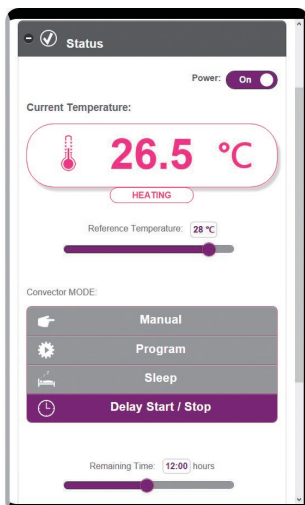 Status
Power: On
Current Temperature:
26.5 °C
HEATING
Reference Temperature: 28 °C
Convector MODE:
Manual
Program
Sleep
Delay Start / Stop
Remaining Time: 12:00 hours